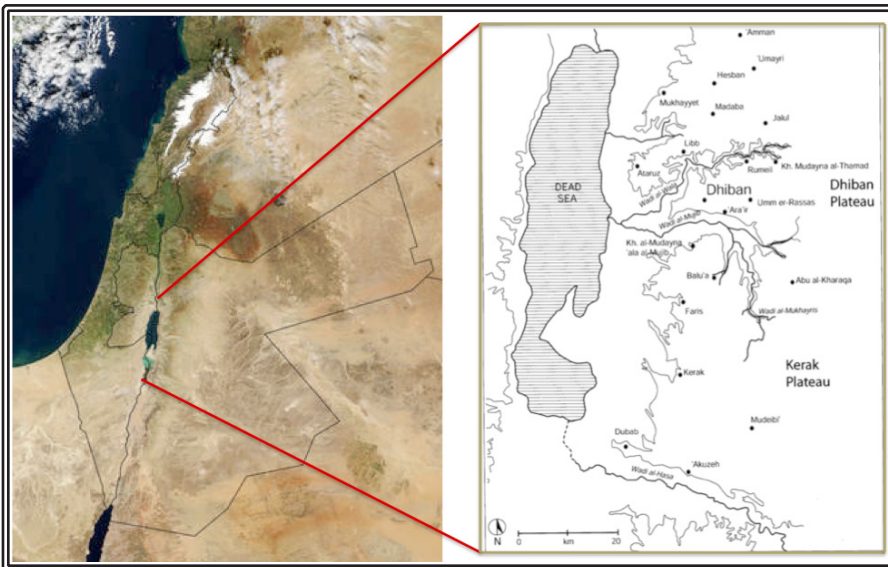 'Amman
'Umayri
Hesban
Mukhayyet
Madaba
Jalul
Libb
Ataruz
Rumeil
Kh. Mudayna al-Thamad
Wadi al-Wala
DEAD
SEA
Dhiban
Dhiban
Plateau
Umm er-Rassas
'Ara'ir
Wadi al-Mujib
Kh. al-Mudayna
'ala al-Mujib
Balu'a
Abu al-Kharaqa
Faris
Wadi al-Mukhayris
Kerak
Plateau
Kerak
Mudeibi'
Dubab
'Akuzeh
Wadi al-Hasa
N
0
km
20